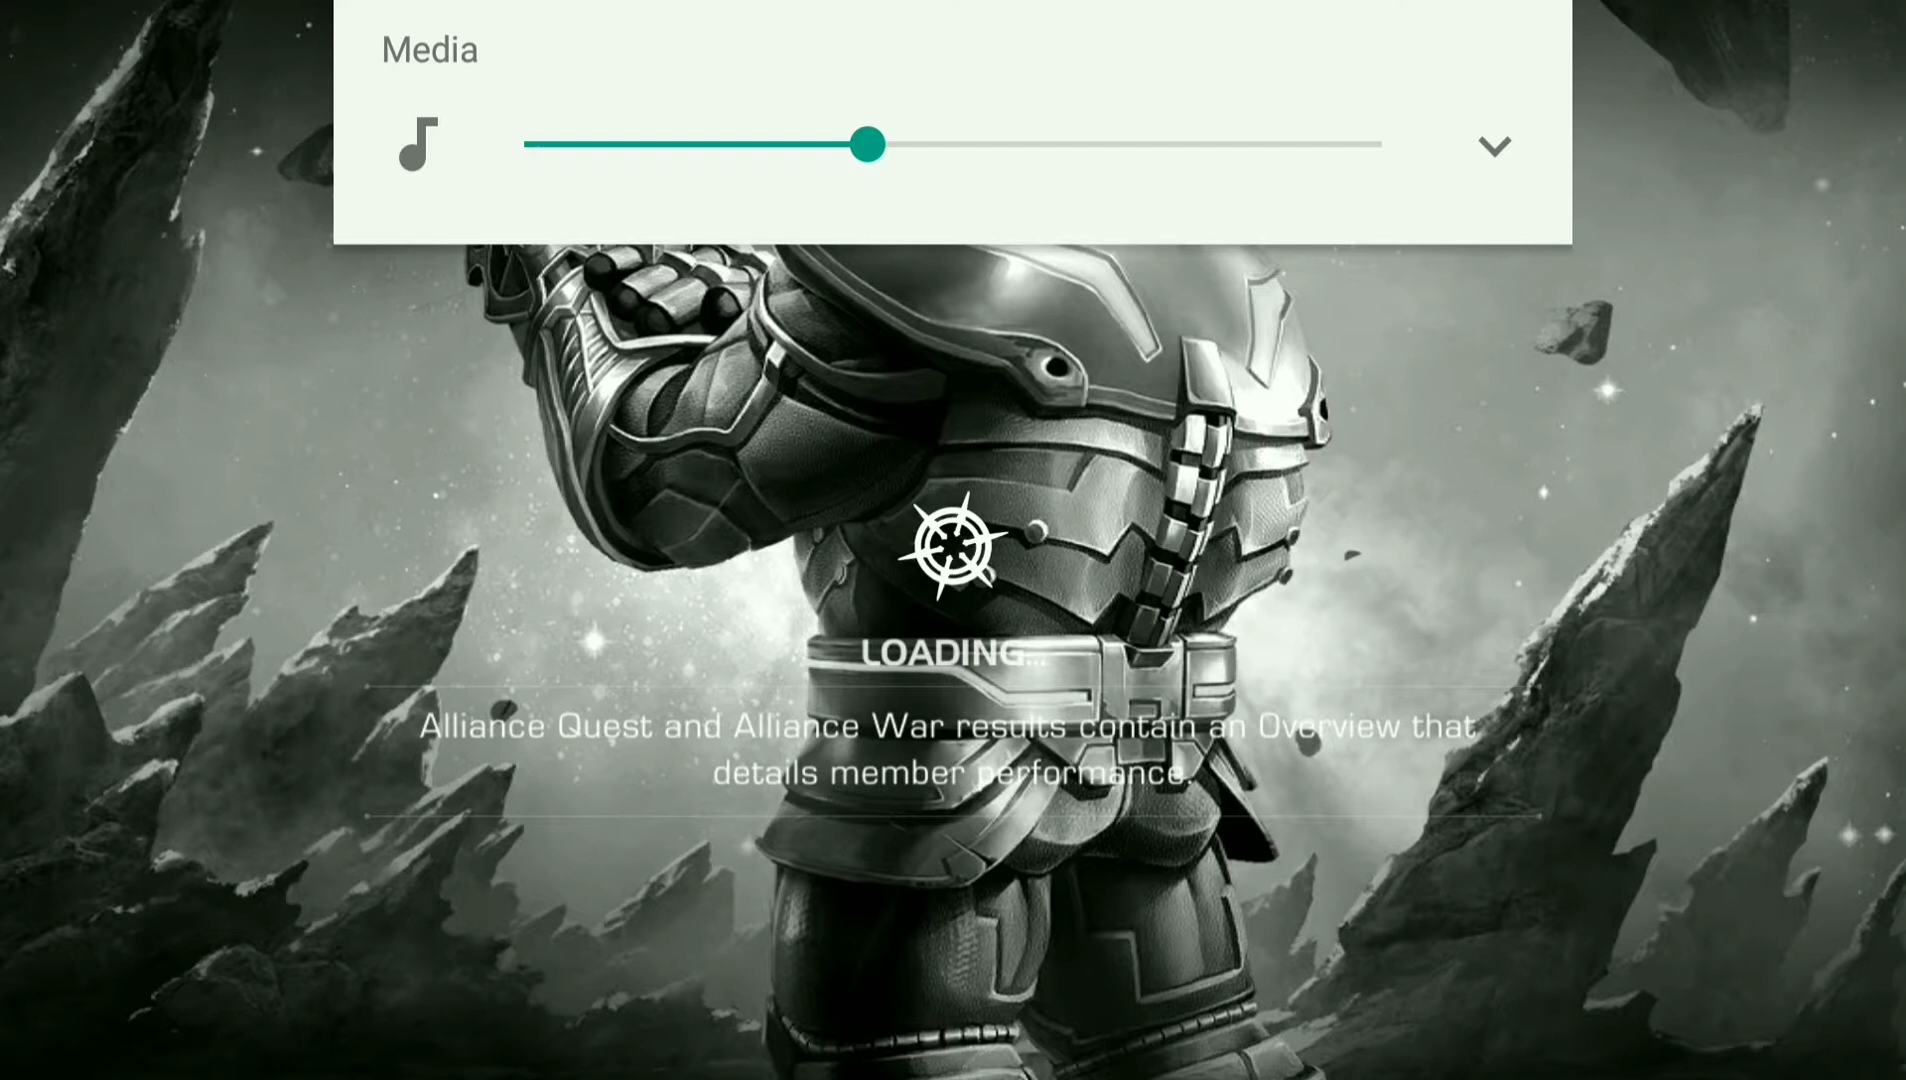 Media
LOADING...
Alliance Quest and Alliance War results contain an Overview that
details member performance.